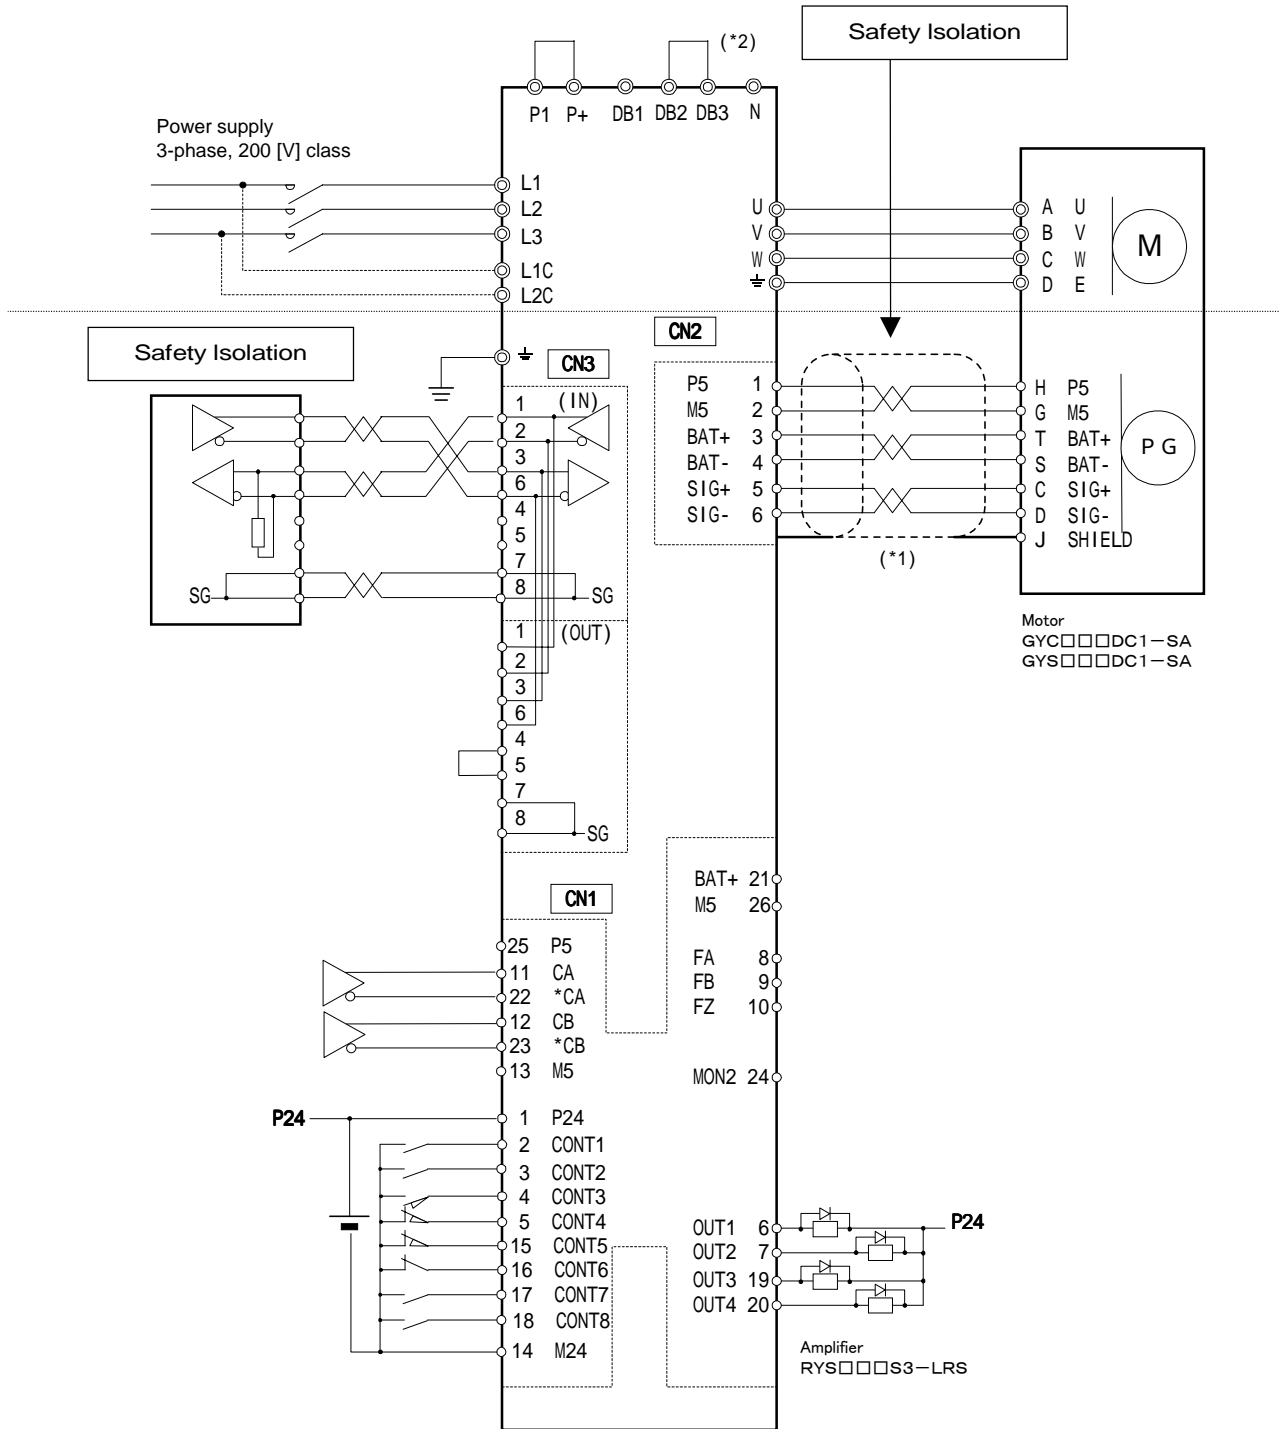 Safety Isolation
(*2)
P1 P+ DB1 DB2 DB3 N
Power supply
3-phase, 200 [V] class
L1
L2
L3
L1C
L2C
U
V
W
A U
B V
C W
D E
M
Safety Isolation
CN3
CN2
1 (IN)
2
3
6
4
5
7
8
SG
SG
1 (OUT)
2
3
6
4
5
7
8
SG
P5 1
M5 2
BAT+ 3
BAT- 4
SIG+ 5
SIG- 6
(*1)
H P5
G M5
T BAT+
S BAT-
C SIG+
D SIG-
J SHIELD
PG
Motor
GYC□□□DC1-SA
GYS□□□DC1-SA
CN1
25 P5
11 CA
22 *CA
12 CB
23 *CB
13 M5
P24
1 P24
2 CONT1
3 CONT2
4 CONT3
5 CONT4
15 CONT5
16 CONT6
17 CONT7
18 CONT8
14 M24
BAT+ 21
M5 26
FA 8
FB 9
FZ 10
MON2 24
OUT1 6
OUT2 7
OUT3 19
OUT4 20
P24
Amplifier
RYS□□□S3-LRS